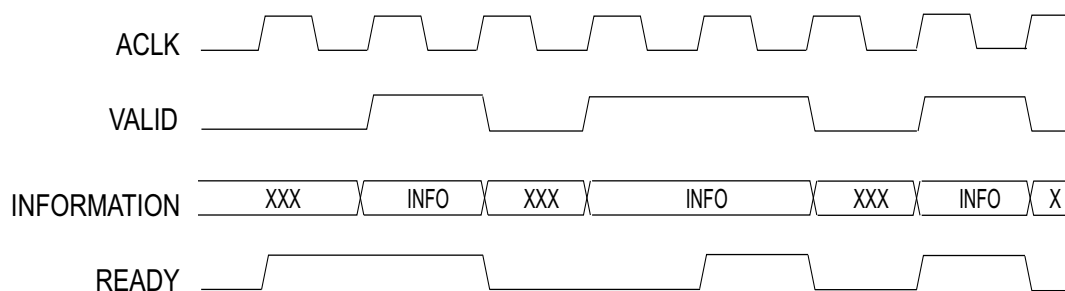 ACLK
VALID
INFORMATION XXX INFO XXX INFO XXX INFO X
READY